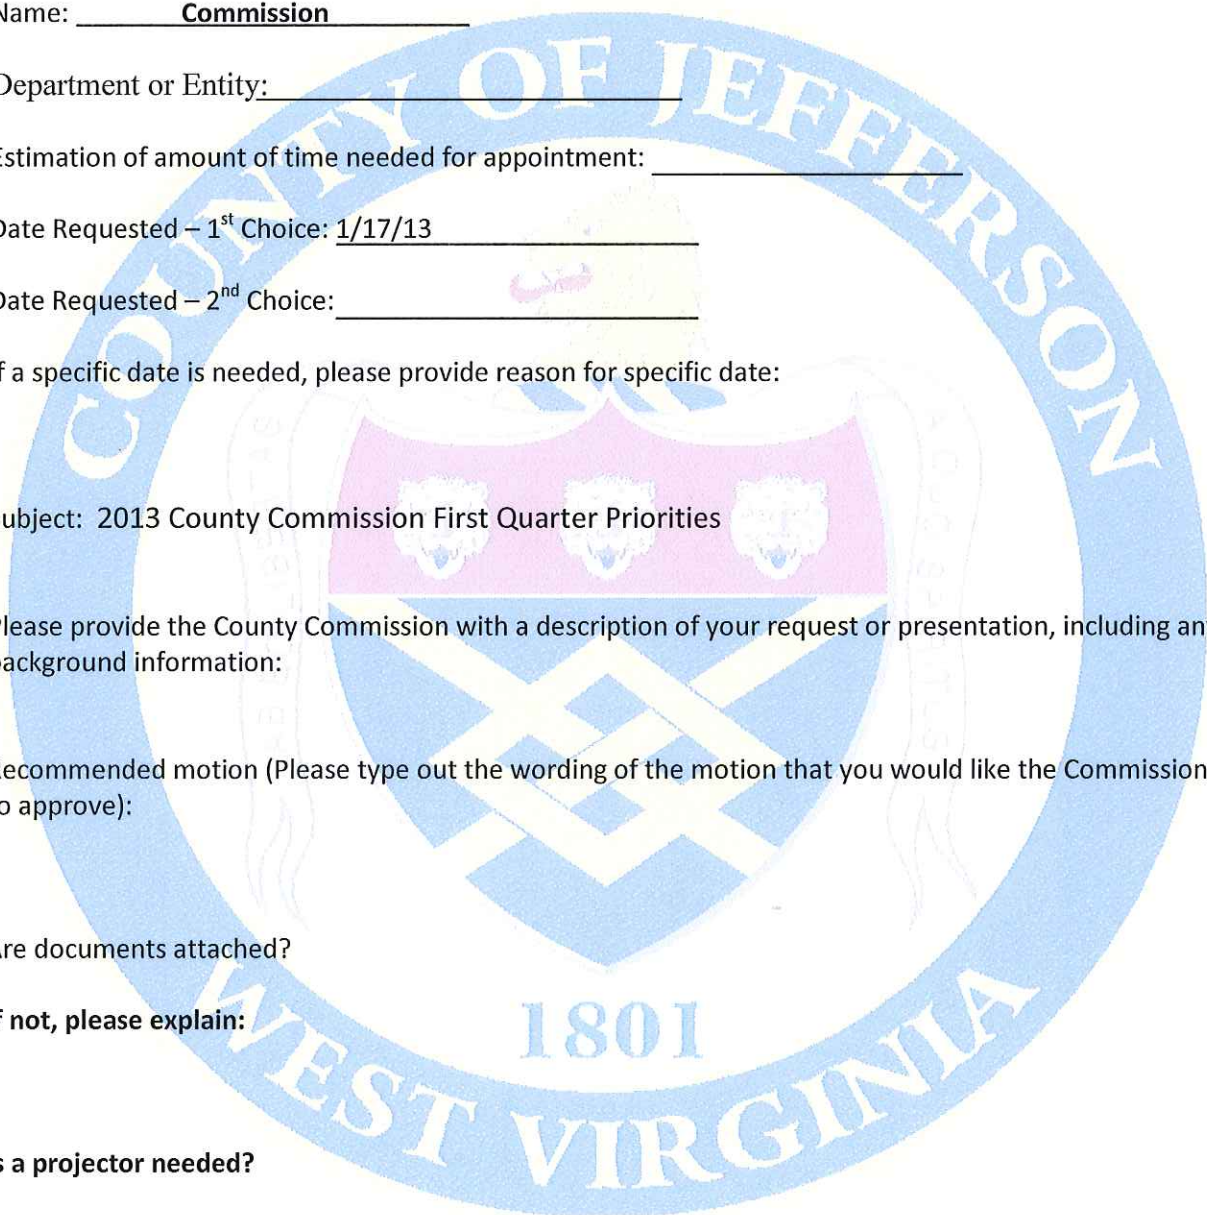 Name: Commission
Department or Entity:
Estimation of amount of time needed for appointment:
Date Requested – 1st Choice: 1/17/13
Date Requested – 2nd Choice:
If a specific date is needed, please provide reason for specific date:
Subject: 2013 County Commission First Quarter Priorities
Please provide the County Commission with a description of your request or presentation, including any
background information:
Recommended motion (Please type out the wording of the motion that you would like the Commission
to approve):
Are documents attached?
If not, please explain:
Is a projector needed?
COUNTY OF JEFFERSON
1801
WEST VIRGINIA